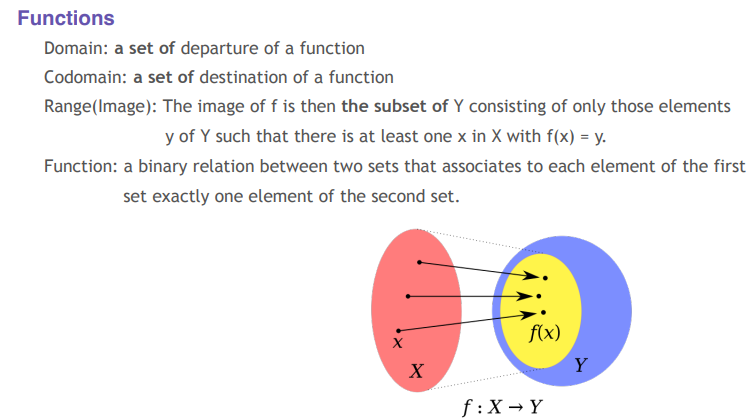 Functions
Domain: a set of departure of a function
Codomain: a set of destination of a function
Range(Image): The image of f is then the subset of Y consisting of only those elements
y of Y such that there is at least one x in X with f(x) = y.
Function: a binary relation between two sets that associates to each element of the first
set exactly one element of the second set.
x
f(x)
X
Y
f : X → Y